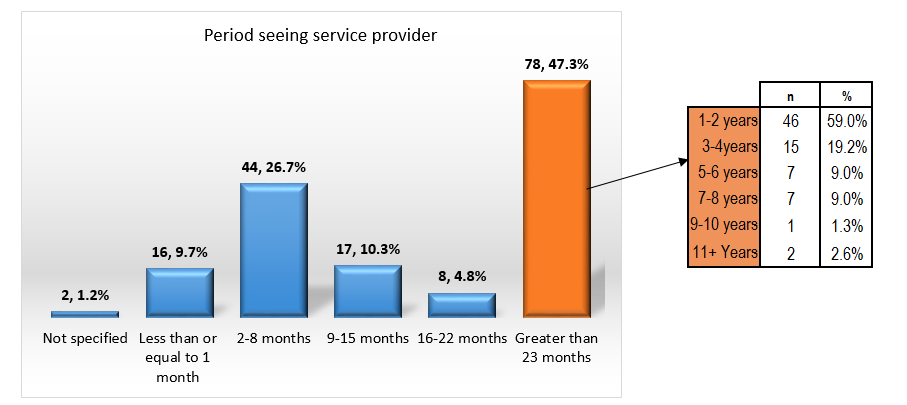 Period seeing service provider
78, 47.3%
44, 26.7%
16, 9.7%
17, 10.3%
8, 4.8%
2, 1.2%
Not specified
Less than or
equal to 1
month
2-8 months
9-15 months
16-22 months
Greater than
23 months
n %
1-2 years 46 59.0%
3-4years 15 19.2%
5-6 years 7 9.0%
7-8 years 7 9.0%
9-10 years 1 1.3%
11+ Years 2 2.6%